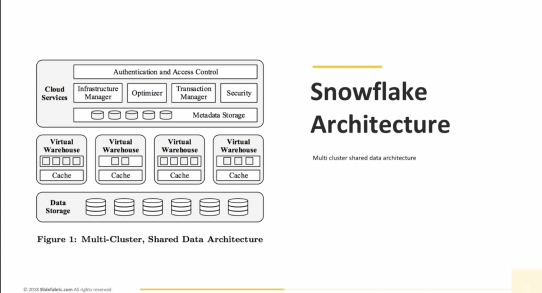 Authentication and Access Control
Cloud
Services
Infrastructure
Manager
Optimizer
Transaction
Manager
Security
Metadata Storage
Virtual
Warehouse
Cache
Virtual
Warehouse
Cache
Virtual
Warehouse
Cache
Virtual
Warehouse
Cache
Data
Storage
Figure 1: Multi-Cluster, Shared Data Architecture
Snowflake
Architecture
Multi cluster shared data architecture
© 2018 Slidefabric.com All rights reserved.